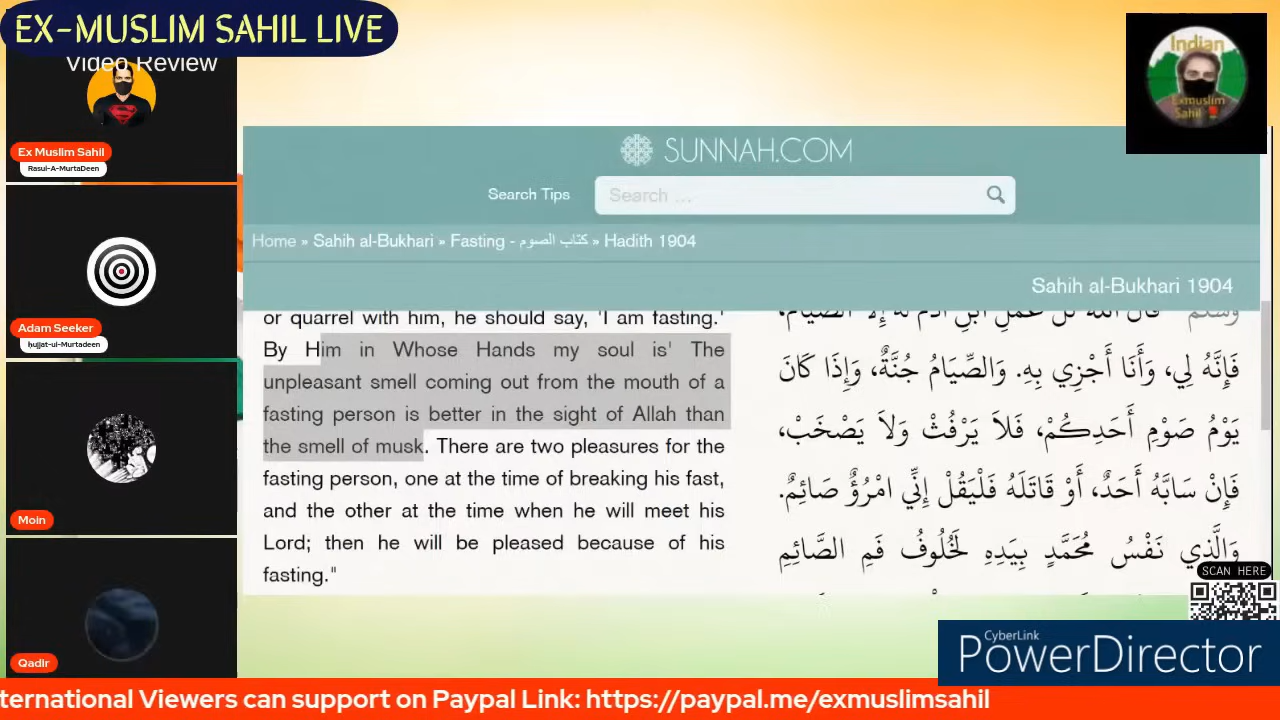 EX-MUSLIM SAHIL LIVE
Video Review
Ex Muslim Sahil
Rasul-A-MurtaDeen
Adam Seeker
hujjat-ul-Murtadeen
Moin
Qadir
Indian
Exmuslim
Sahil
SUNNAH.COM
Search Tips
Search ...
Home » Sahih al-Bukhari » Fasting - كتاب الصوم » Hadith 1904
Sahih al-Bukhari 1904
or quarrel with him, he should say, 'I am fasting.'
By Him in Whose Hands my soul is' The
unpleasant smell coming out from the mouth of a
fasting person is better in the sight of Allah than
the smell of musk. There are two pleasures for the
fasting person, one at the time of breaking his fast,
and the other at the time when he will meet his
Lord; then he will be pleased because of his
fasting."
وسلم ‏"‏ قَالَ اللَّهُ كُلُّ عَمَلِ ابْنِ آدَمَ لَهُ إِلاَّ الصِّيَامَ،
فَإِنَّهُ لِي، وَأَنَا أَجْزِي بِهِ. وَالصِّيَامُ جُنَّةٌ، وَإِذَا كَانَ
يَوْمُ صَوْمِ أَحَدِكُمْ، فَلَا يَرْفُثْ وَلاَ يَصْخَبْ،
فَإِنْ سَابَّهُ أَحَدٌ، أَوْ قَاتَلَهُ فَلْيَقُلْ إِنِّي امْرُؤٌ صَائِمٌ.
وَالَّذِي نَفْسُ مُحَمَّدٍ بِيَدِهِ لَخُلُوفُ فَمِ الصَّائِمِ
SCAN HERE
CyberLink
PowerDirector
ternational Viewers can support on Paypal Link: https://paypal.me/exmuslimsahil